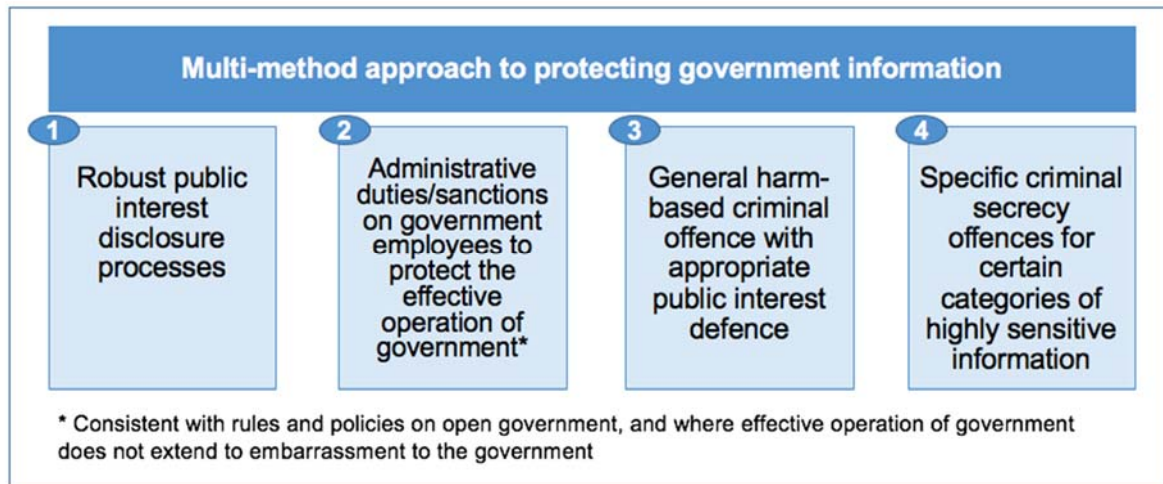 Multi-method approach to protecting government information
1
Robust public
interest
disclosure
processes
2
Administrative
duties/sanctions
on government
employees to
protect the
effective
operation of
government*
3
General harm-
based criminal
offence with
appropriate
public interest
defence
4
Specific criminal
secrecy
offences for
certain
categories of
highly sensitive
information
* Consistent with rules and policies on open government, and where effective operation of government
does not extend to embarrassment to the government